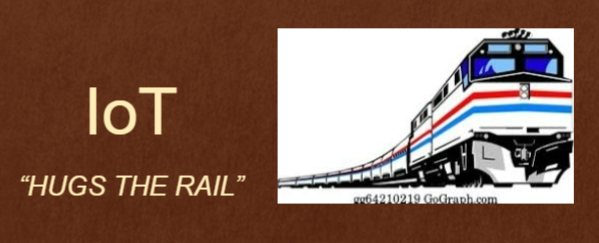 IoT
“HUGS THE RAIL”
gg64210219 GoGraph.com